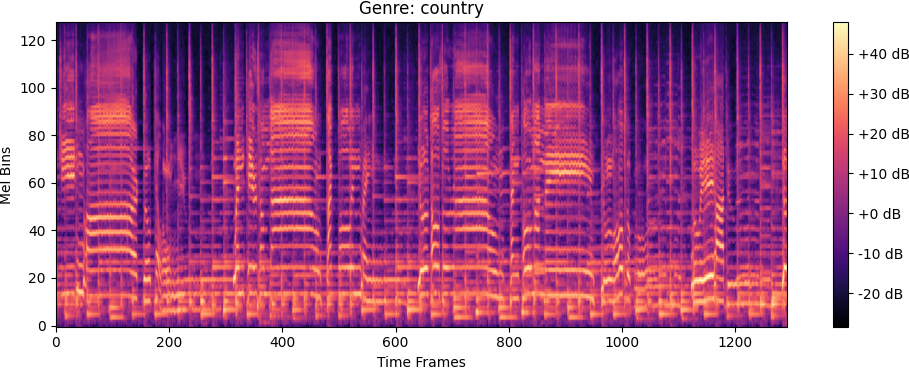 Genre: country
120
100
80
60
40
20
0
Mel Bins
0 200 400 600 800 1000 1200
Time Frames
+40 dB
+30 dB
+20 dB
+10 dB
+0 dB
-10 dB
-20 dB